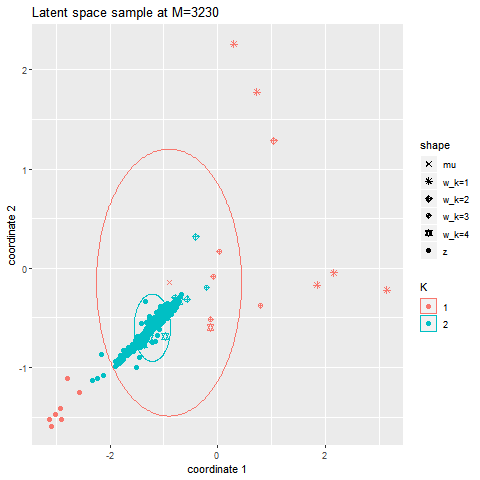 Latent space sample at M=3230
2
1
0
-1
coordinate 2
-2
0
2
coordinate 1
shape
mu
w_k=1
w_k=2
w_k=3
w_k=4
z
K
1
2